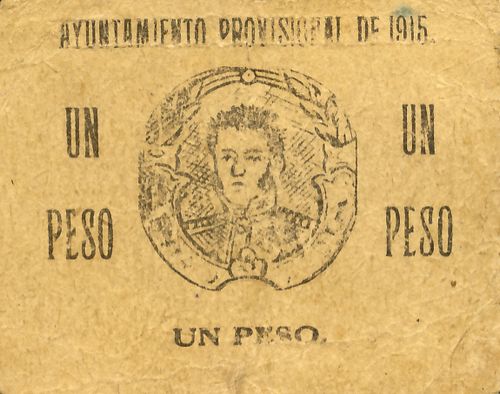 AYUNTAMIENTO PROVISIONAL DE 1915.
UN UN
PESO PESO
UN PESO.